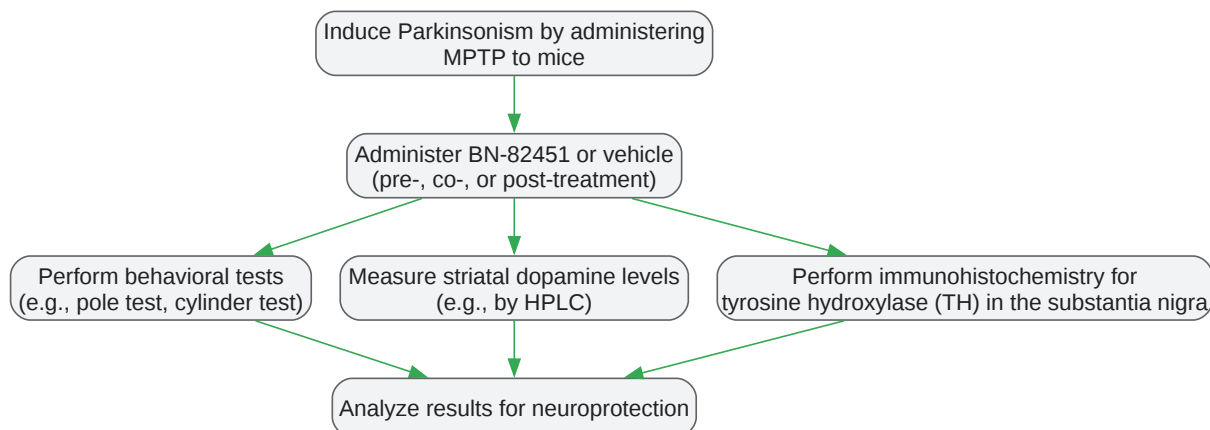 Induce Parkinsonism by administering
MPTP to mice
Administer BN-82451 or vehicle
(pre-, co-, or post-treatment)
Perform behavioral tests
(e.g., pole test, cylinder test)
Measure striatal dopamine levels
(e.g., by HPLC)
Perform immunohistochemistry for
tyrosine hydroxylase (TH) in the substantia nigra
Analyze results for neuroprotection